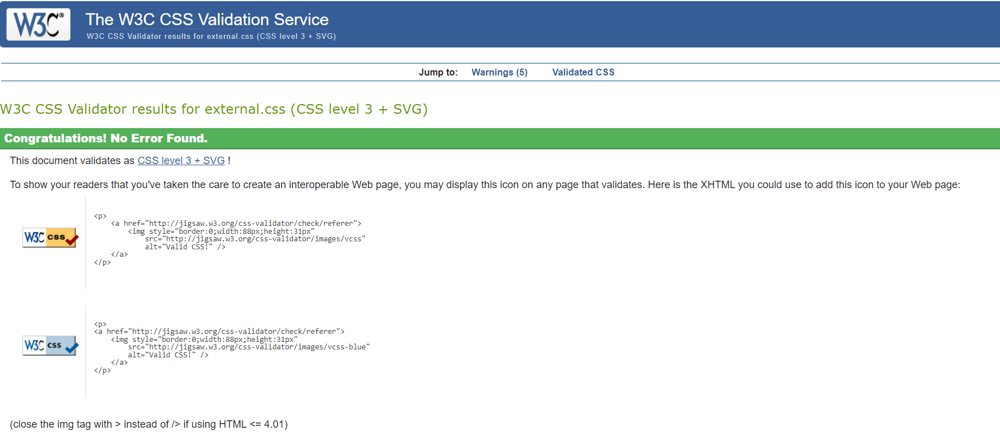 W3C®
The W3C CSS Validation Service
W3C CSS Validator results for external.css (CSS level 3 + SVG)
Jump to: Warnings (5) Validated CSS
W3C CSS Validator results for external.css (CSS level 3 + SVG)
Congratulations! No Error Found.
This document validates as CSS level 3 + SVG !
To show your readers that you've taken the care to create an interoperable Web page, you may display this icon on any page that validates. Here is the XHTML you could use to add this icon to your Web page:
W3C css
<p>
    <a href="http://jigsaw.w3.org/css-validator/check/referer">
        <img style="border:0;width:88px;height:31px"
            src="http://jigsaw.w3.org/css-validator/images/vcss"
            alt="Valid CSS!" />
    </a>
</p>
W3C css
<p>
<a href="http://jigsaw.w3.org/css-validator/check/referer">
    <img style="border:0;width:88px;height:31px"
        src="http://jigsaw.w3.org/css-validator/images/vcss-blue"
        alt="Valid CSS!" />
    </a>
</p>
(close the img tag with > instead of /> if using HTML <= 4.01)